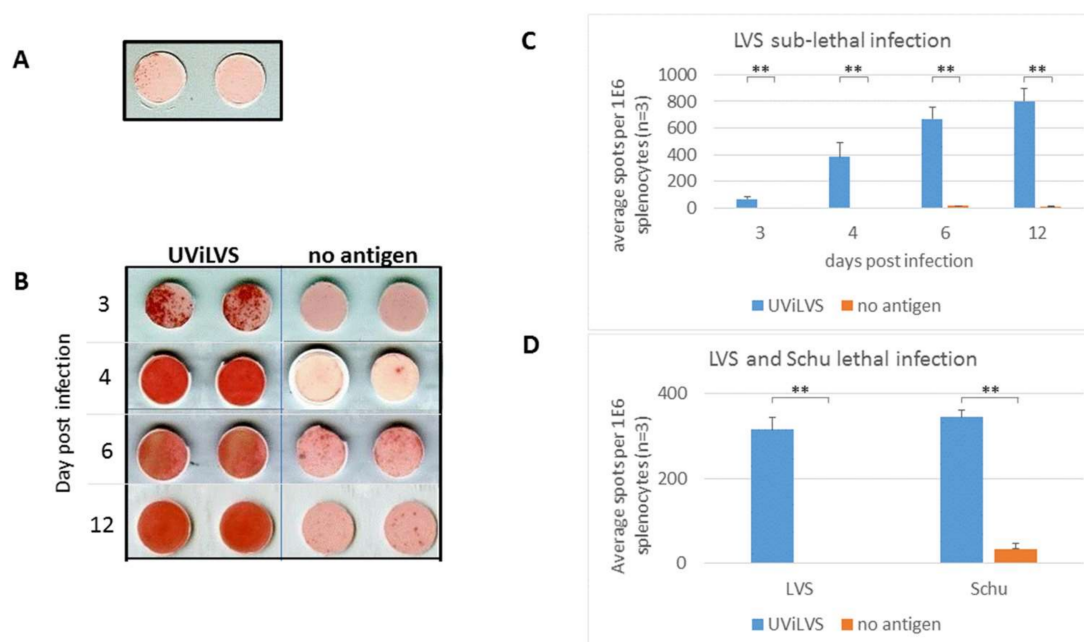 A
B
UViLVS no antigen
Day post infection
3
4
6
12
C
LVS sub-lethal infection
average spots per 1E6
splenocytes (n=3)
1000
800
600
400
200
0
** ** ** **
3 4 6 12
days post infection
UViLVS no antigen
D
LVS and Schu lethal infection
Average spots per 1E6
splenocytes (n=3)
400
200
0
** **
LVS Schu
UViLVS no antigen